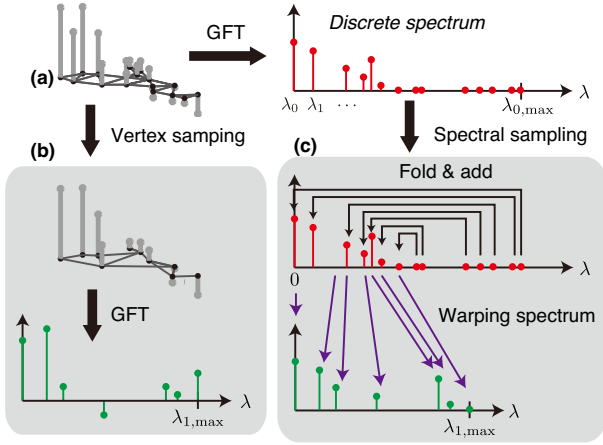 GFT
Discrete spectrum
(a)
λ
λ₀ λ₁ ⋯ λ₀,max
Vertex samping
Spectral sampling
(b)
(c)
Fold & add
λ
0
GFT
Warping spectrum
λ
λ₁,max
λ
λ₁,max